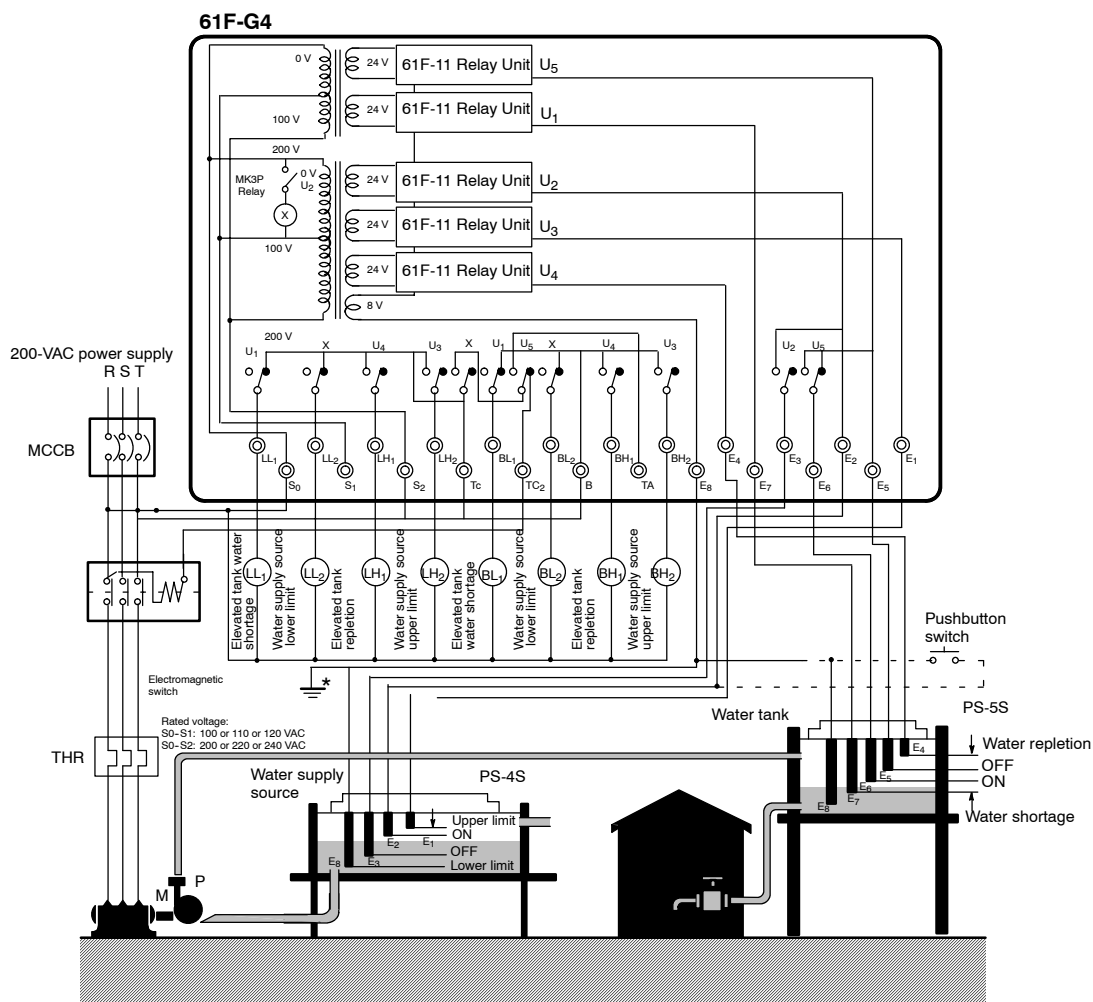 61F-G4
0 V
24 V
61F-11 Relay Unit
U5
24 V
61F-11 Relay Unit
U1
100 V
200 V
MK3P
Relay
0 V
U2
X
24 V
61F-11 Relay Unit
U2
24 V
61F-11 Relay Unit
U3
100 V
24 V
61F-11 Relay Unit
U4
8 V
200 V
U1 X U4 U3 X U1 U5 X U4 U3 U2 U5
200-VAC power supply
R S T
MCCB
LL1 LL2 LH1 LH2 BL1 BL2 BH1 BH2 E4 E3 E2 E1
S0 S1 S2 Tc TC2 B TA E8 E7 E6 E5
LL1 LL2 LH1 LH2 BL1 BL2 BH1 BH2
Elevated tank water
shortage
Water supply source
lower limit
Elevated tank
repletion
Water supply source
upper limit
Elevated tank
water shortage
Water supply source
lower limit
Elevated tank
repletion
Water supply source
upper limit
Pushbutton
switch
*
Electromagnetic
switch
Rated voltage:
S0-S1: 100 or 110 or 120 VAC
S0-S2: 200 or 220 or 240 VAC
THR
Water tank
PS-5S
E4
Water repletion
OFF
E5
ON
E6
E7
E8
Water shortage
Water supply
source
PS-4S
Upper limit
ON
E2 E1
OFF
E8 E3
Lower limit
M P